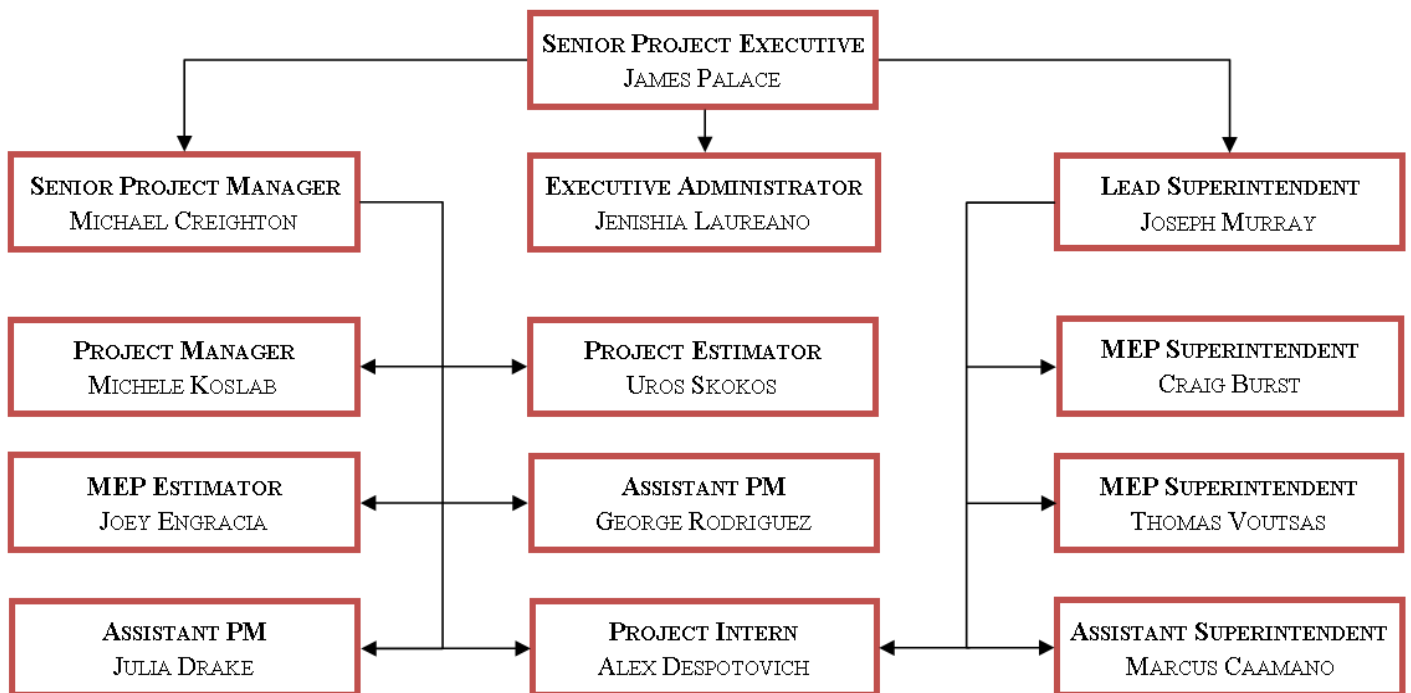 SENIOR PROJECT EXECUTIVE
JAMES PALACE
SENIOR PROJECT MANAGER
MICHAEL CREIGHTON
EXECUTIVE ADMINISTRATOR
JENISHIA LAUREANO
LEAD SUPERINTENDENT
JOSEPH MURRAY
PROJECT MANAGER
MICHELE KOSLAB
PROJECT ESTIMATOR
UROS SKOKOS
MEP SUPERINTENDENT
CRAIG BURST
MEP ESTIMATOR
JOEY ENGRACIA
ASSISTANT PM
GEORGE RODRIGUEZ
MEP SUPERINTENDENT
THOMAS VOUTSAS
ASSISTANT PM
JULIA DRAKE
PROJECT INTERN
ALEX DESPOTOVICH
ASSISTANT SUPERINTENDENT
MARCUS CAAMANO